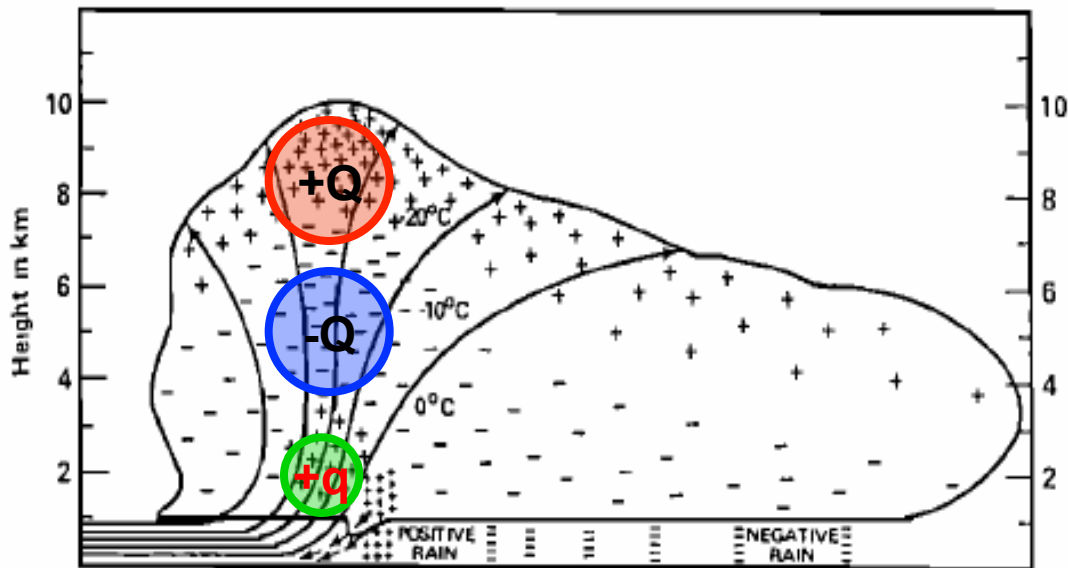 Height in km
10
8
6
4
2
10
8
6
4
2
+Q
-20°C
-Q
-10°C
0°C
+q
POSITIVE
RAIN
NEGATIVE
RAIN